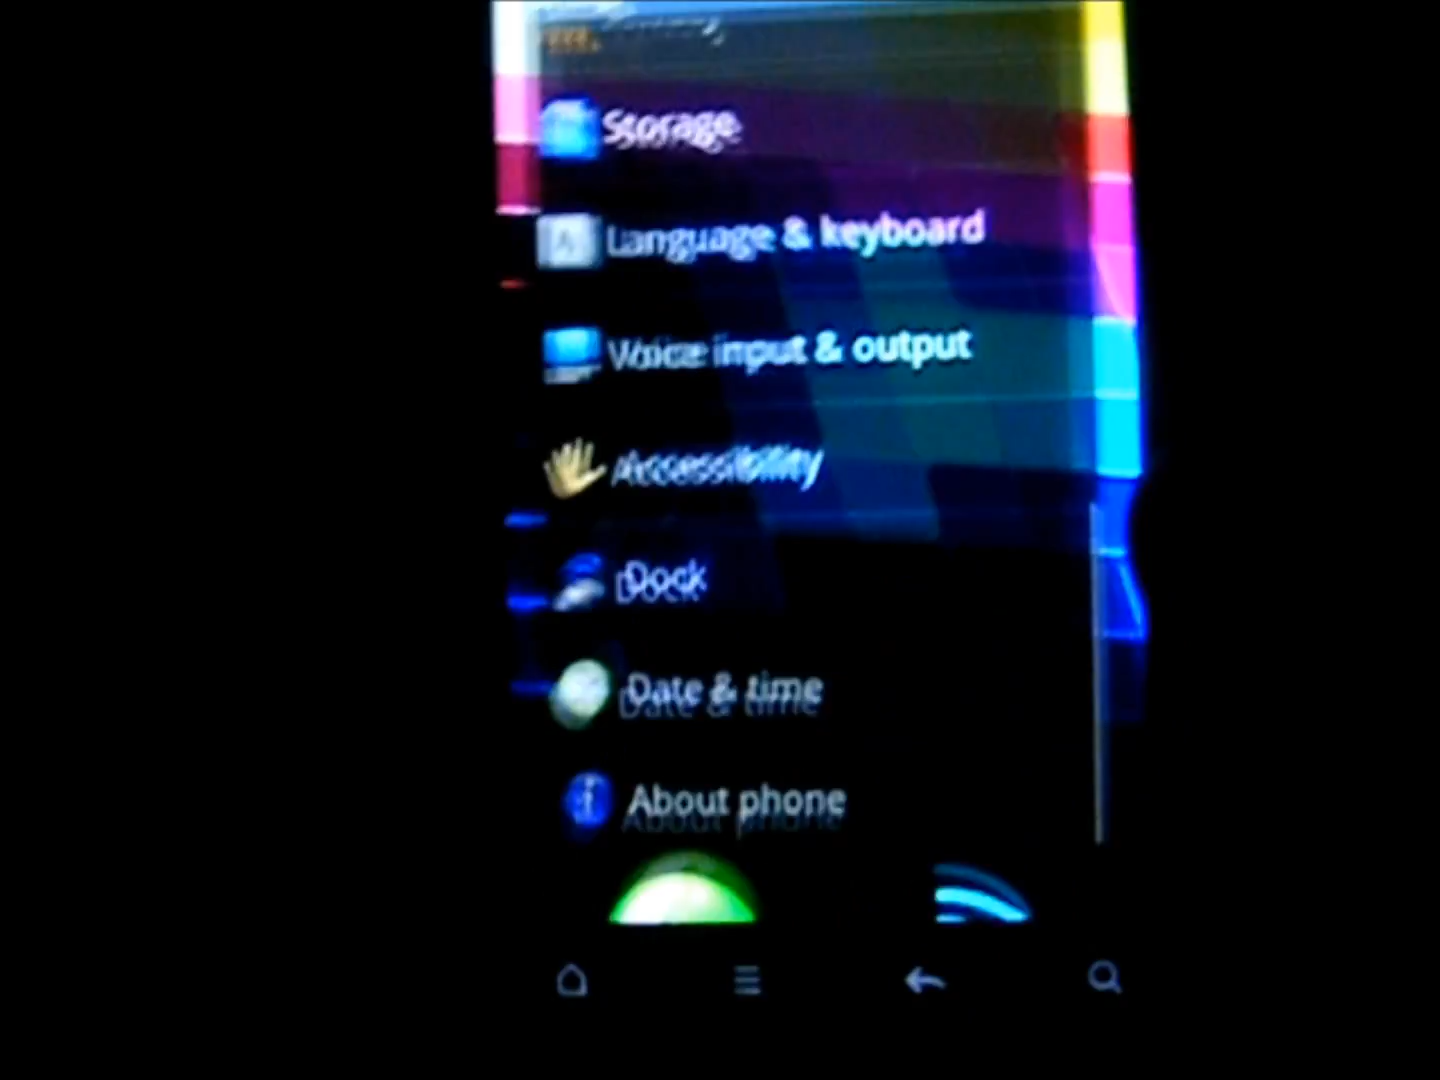 Storage
Language & keyboard
Voice input & output
Accessibility
Dock
Date & time
About phone